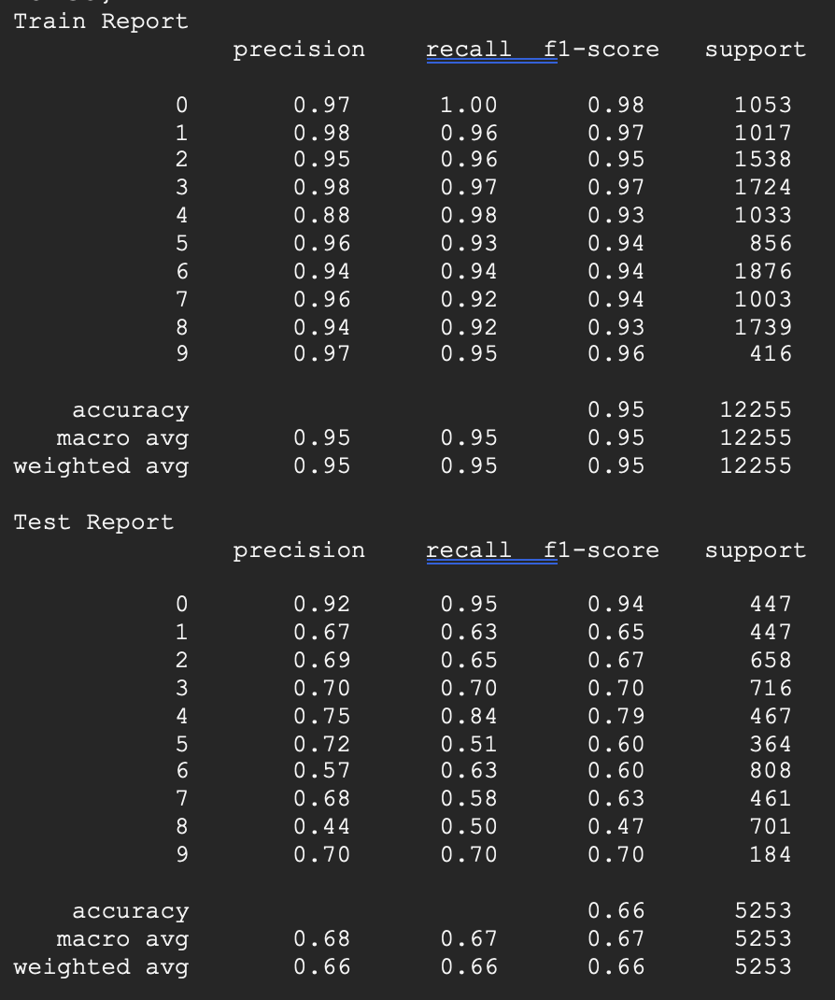 Train Report
precision recall f1-score support
0 0.97 1.00 0.98 1053
1 0.98 0.96 0.97 1017
2 0.95 0.96 0.95 1538
3 0.98 0.97 0.97 1724
4 0.88 0.98 0.93 1033
5 0.96 0.93 0.94 856
6 0.94 0.94 0.94 1876
7 0.96 0.92 0.94 1003
8 0.94 0.92 0.93 1739
9 0.97 0.95 0.96 416
accuracy 0.95 12255
macro avg 0.95 0.95 0.95 12255
weighted avg 0.95 0.95 0.95 12255
Test Report
precision recall f1-score support
0 0.92 0.95 0.94 447
1 0.67 0.63 0.65 447
2 0.69 0.65 0.67 658
3 0.70 0.70 0.70 716
4 0.75 0.84 0.79 467
5 0.72 0.51 0.60 364
6 0.57 0.63 0.60 808
7 0.68 0.58 0.63 461
8 0.44 0.50 0.47 701
9 0.70 0.70 0.70 184
accuracy 0.66 5253
macro avg 0.68 0.67 0.67 5253
weighted avg 0.66 0.66 0.66 5253